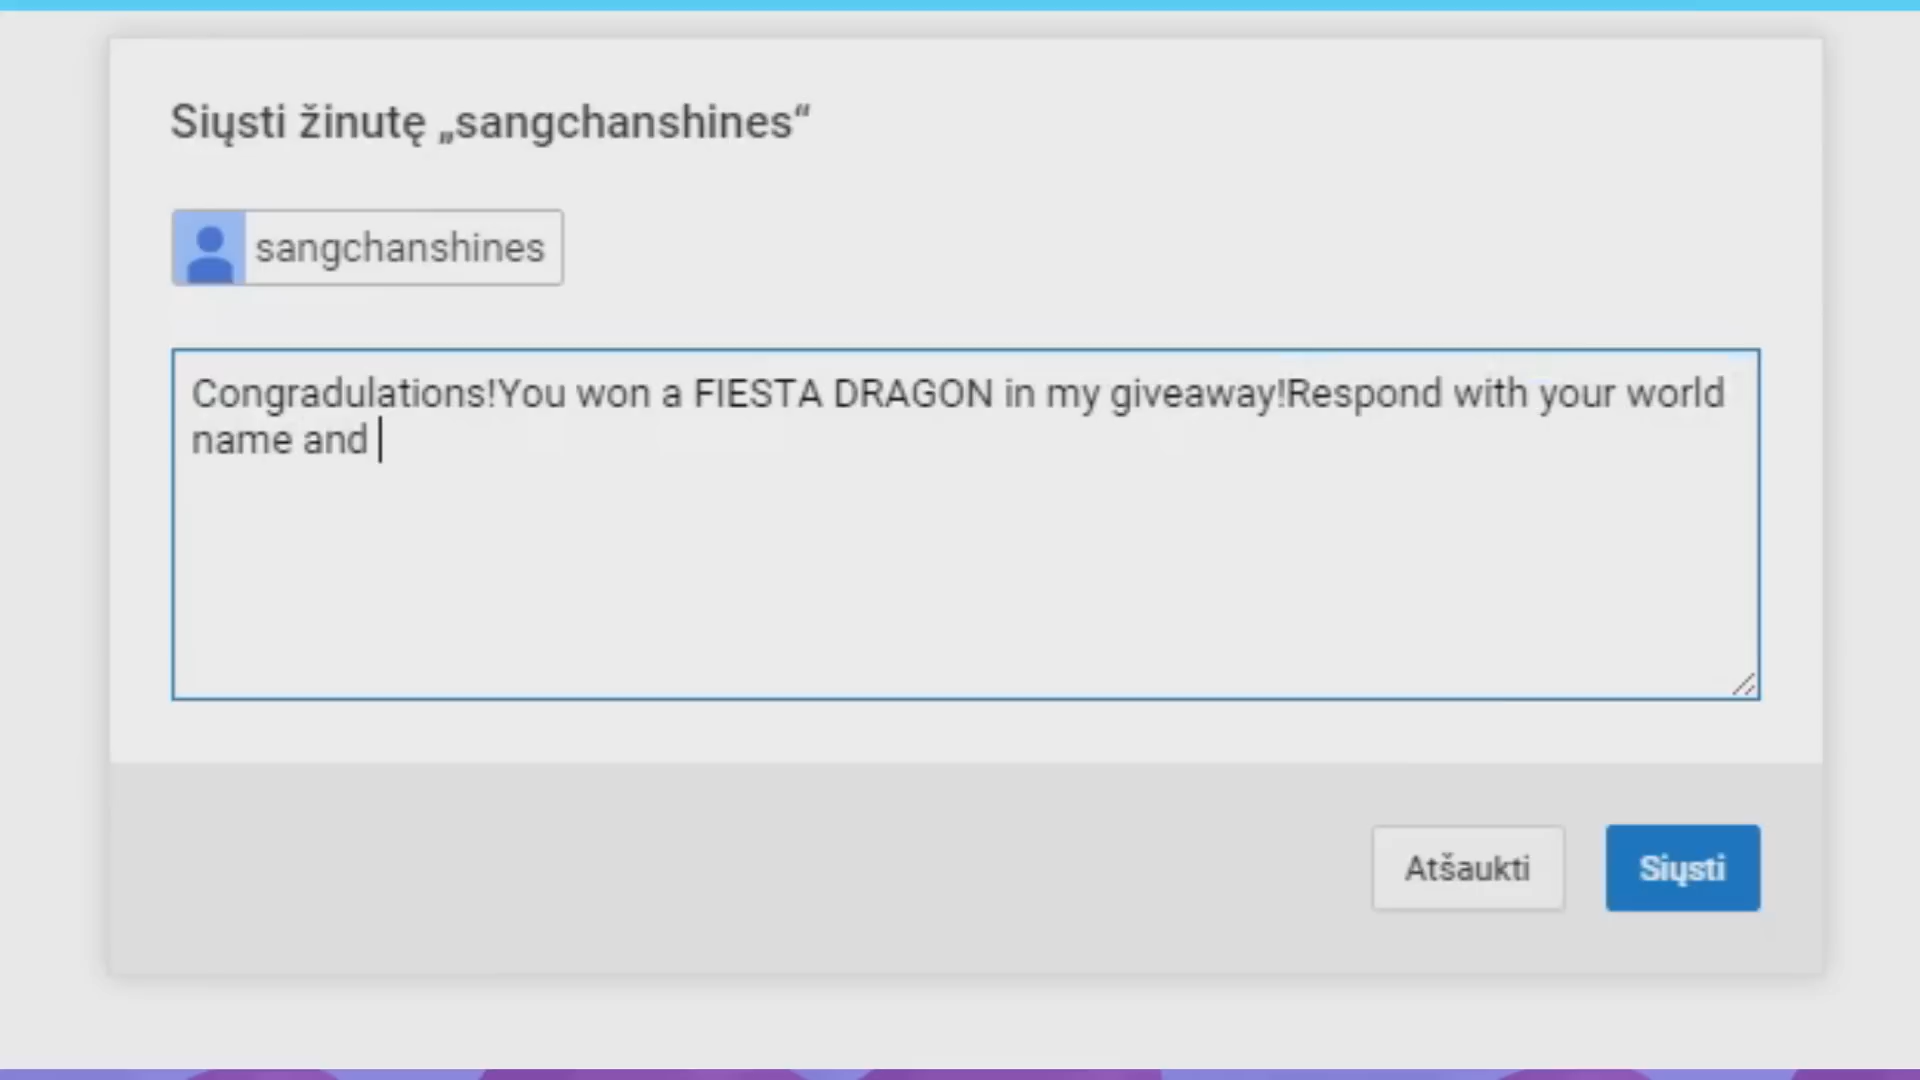 Siųsti žinutę „sangchanshines“
sangchanshines
Congradulations!You won a FIESTA DRAGON in my giveaway!Respond with your world
name and
Atšaukti
Siųsti